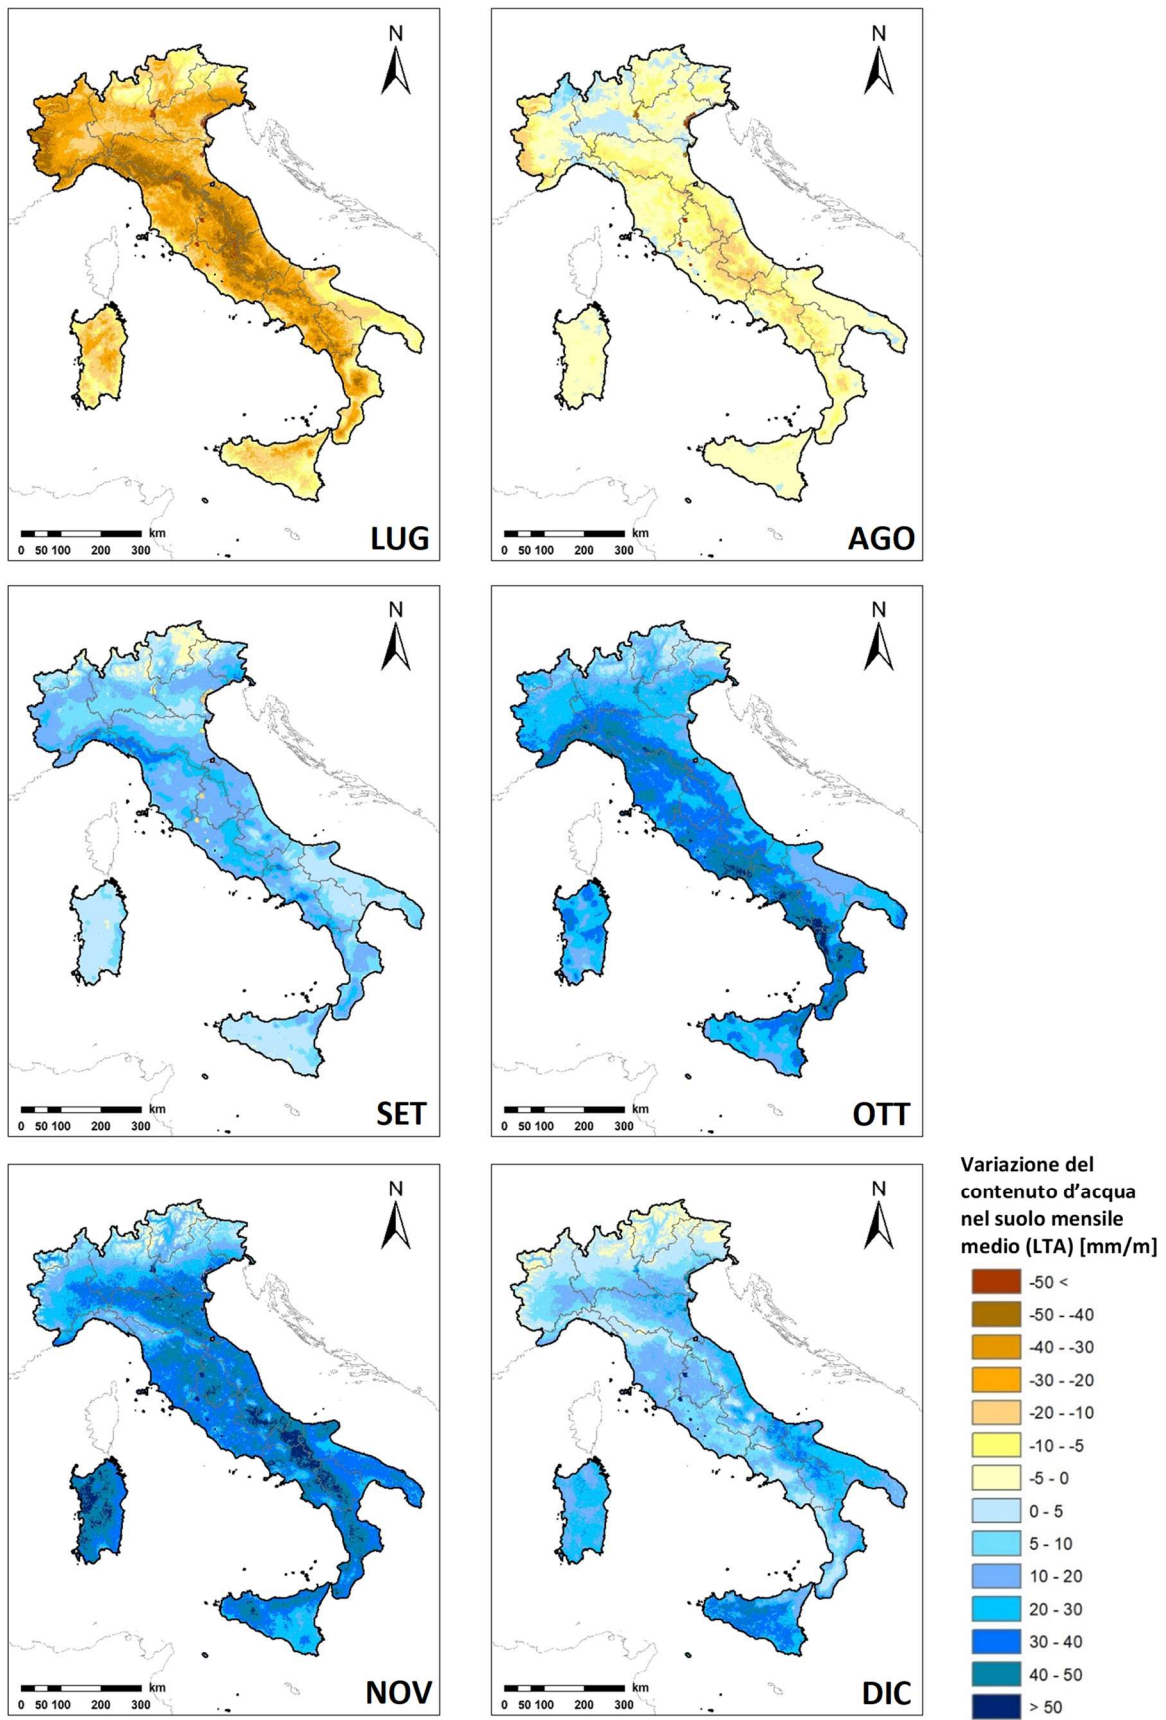 N
N
km
0 50 100 200 300
LUG
km
0 50 100 200 300
AGO
N
N
km
0 50 100 200 300
SET
km
0 50 100 200 300
OTT
Variazione del
contenuto d’acqua
nel suolo mensile
medio (LTA) [mm/m]
N
N
-50 <
-50 - -40
-40 - -30
-30 - -20
-20 - -10
-10 - -5
-5 - 0
0 - 5
5 - 10
10 - 20
20 - 30
30 - 40
40 - 50
> 50
km
0 50 100 200 300
NOV
km
0 50 100 200 300
DIC